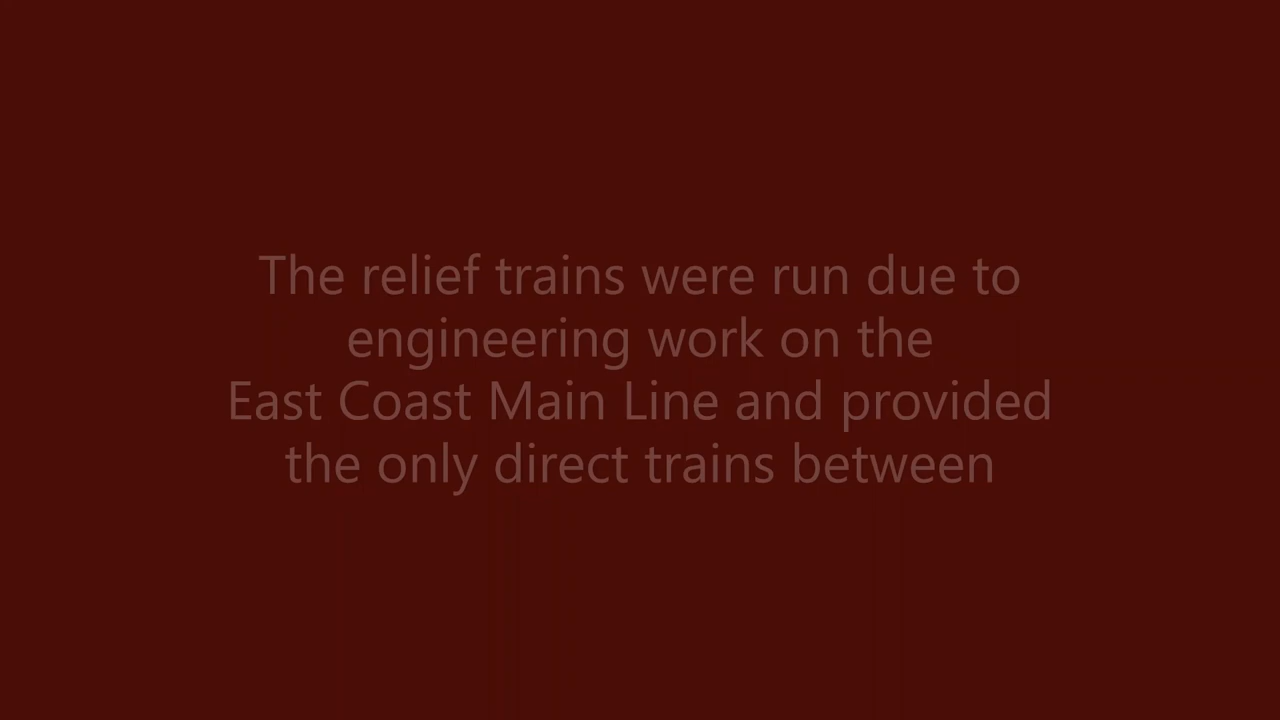 The relief trains were run due to
engineering work on the
East Coast Main Line and provided
the only direct trains between